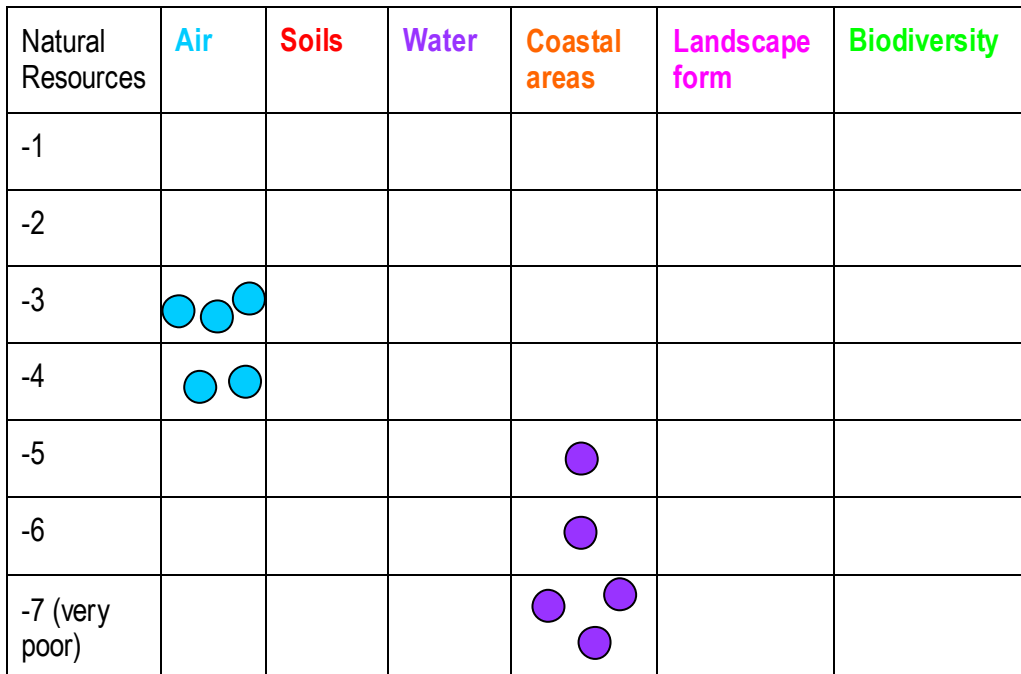 Natural Resources Air Soils Water Coastal areas Landscape form Biodiversity
-1
-2
-3
-4
-5
-6
-7 (very
poor)